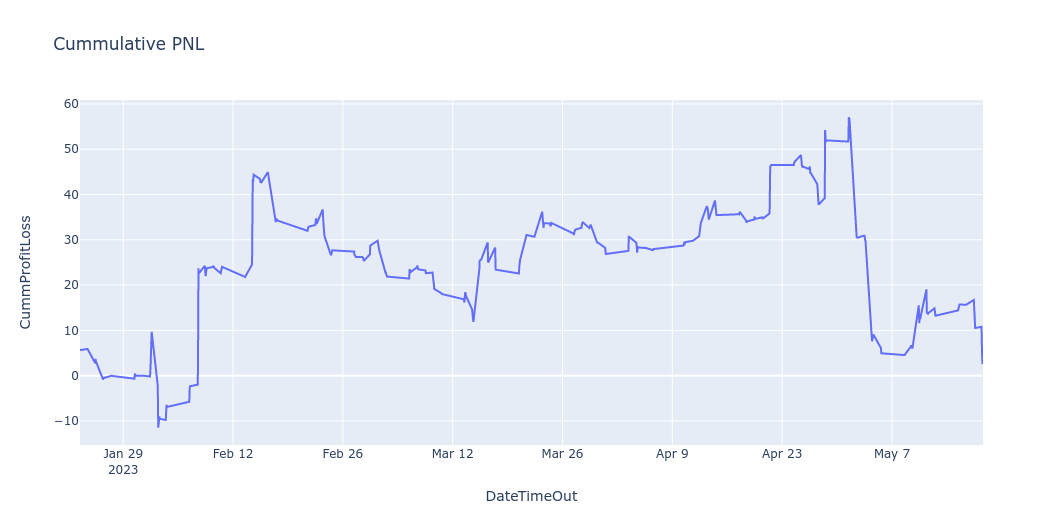 Cummulative PNL
CummProfitLoss
60
50
40
30
20
10
0
−10
Jan 29
2023
Feb 12
Feb 26
Mar 12
Mar 26
Apr 9
Apr 23
May 7
DateTimeOut